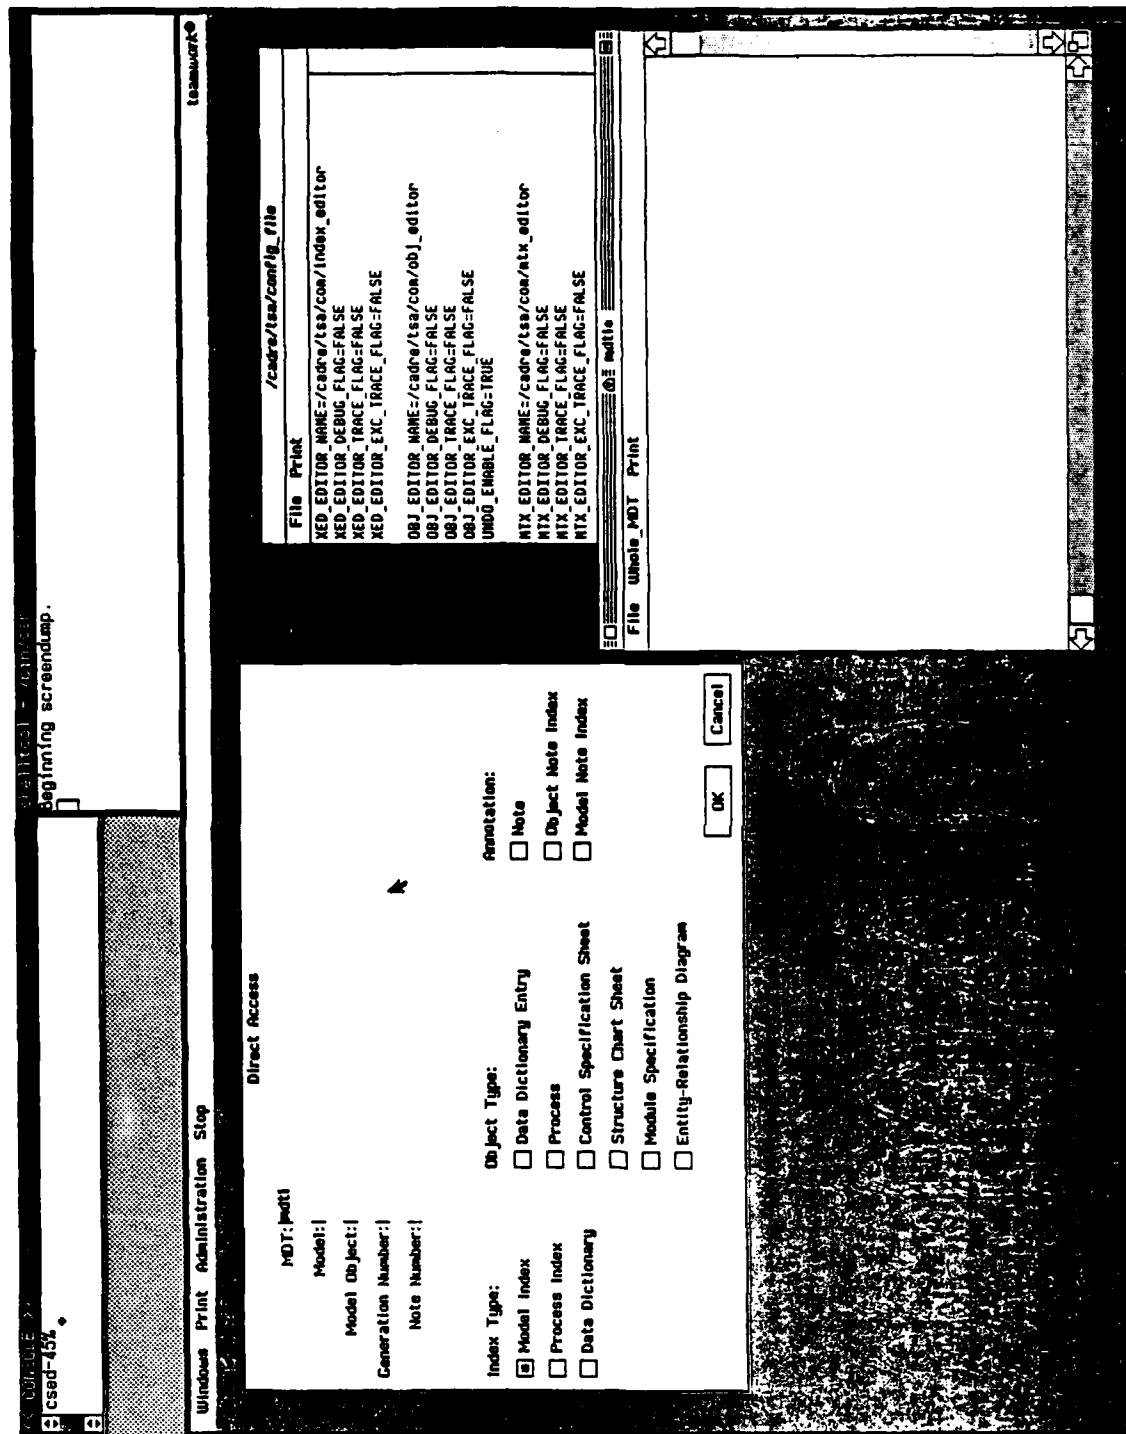 << CONSOLE >>
csed-45%
Beginning screendump.
Windows Print Administration Stop
teamwork®
Direct Access
MDT:mdt1
Model:
Model Object:
Generation Number:
Note Number:
Index Type:
Model Index
Process Index
Data Dictionary
Object Type:
Data Dictionary Entry
Process
Control Specification Sheet
Structure Chart Sheet
Module Specification
Entity-Relationship Diagram
Annotation:
Note
Object Note Index
Model Note Index
OK Cancel
/cadre/tsa/config_file
File Print
XED_EDITOR_NAME=/cadre/tsa/com/index_editor
XED_EDITOR_DEBUG_FLAG=FALSE
XED_EDITOR_TRACE_FLAG=FALSE
XED_EDITOR_EXC_TRACE_FLAG=FALSE
OBJ_EDITOR_NAME=/cadre/tsa/com/obj_editor
OBJ_EDITOR_DEBUG_FLAG=FALSE
OBJ_EDITOR_TRACE_FLAG=FALSE
OBJ_EDITOR_EXC_TRACE_FLAG=FALSE
UNDO_ENABLE_FLAG=TRUE
MTX_EDITOR_NAME=/cadre/tsa/com/mtx_editor
MTX_EDITOR_DEBUG_FLAG=FALSE
MTX_EDITOR_TRACE_FLAG=FALSE
MTX_EDITOR_EXC_TRACE_FLAG=FALSE
mdtie
File Whole_MDT Print